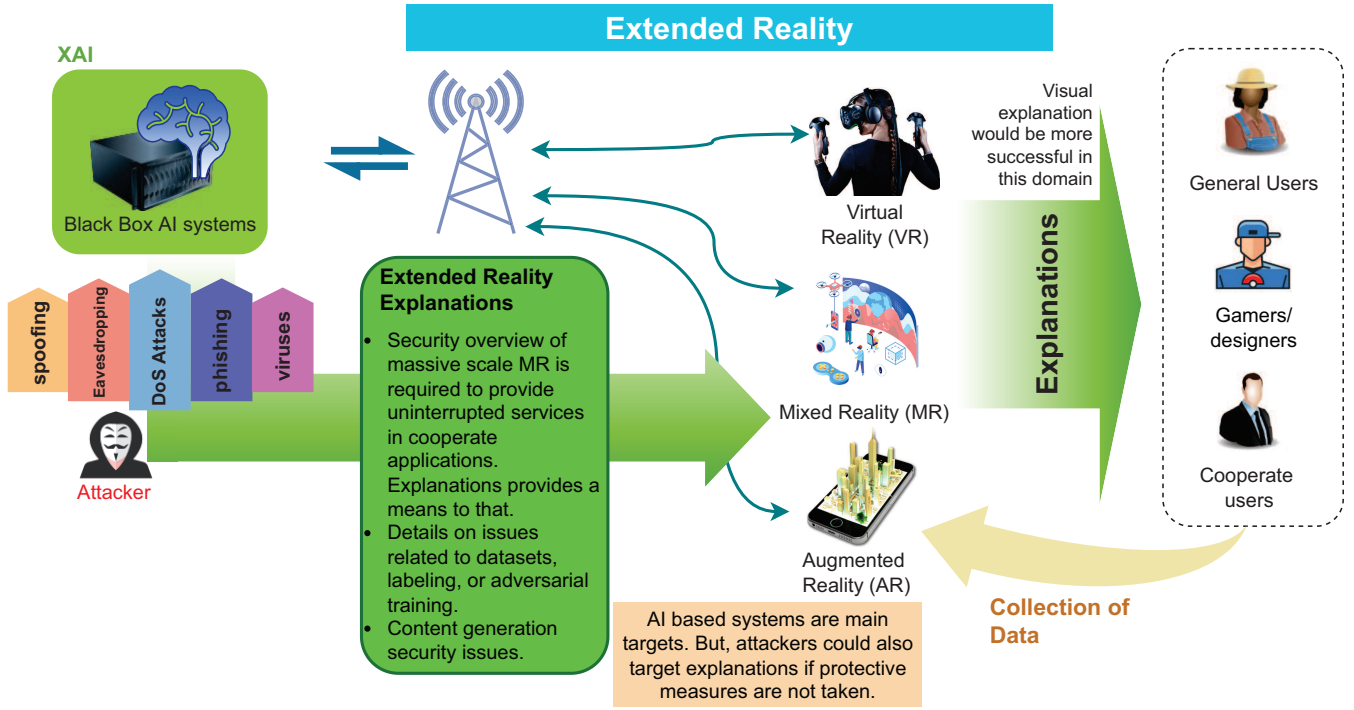 Extended Reality
XAI
Black Box AI systems
spoofing
Eavesdropping
DoS Attacks
phishing
viruses
Attacker
Extended Reality
Explanations
• Security overview of
massive scale MR is
required to provide
uninterrupted services
in cooperate
applications.
Explanations provides a
means to that.
• Details on issues
related to datasets,
labeling, or adversarial
training.
• Content generation
security issues.
Virtual
Reality (VR)
Mixed Reality (MR)
Augmented
Reality (AR)
AI based systems are main
targets. But, attackers could also
target explanations if protective
measures are not taken.
Visual
explanation
would be more
successful in
this domain
Explanations
General Users
Gamers/
designers
Cooperate
users
Collection of
Data